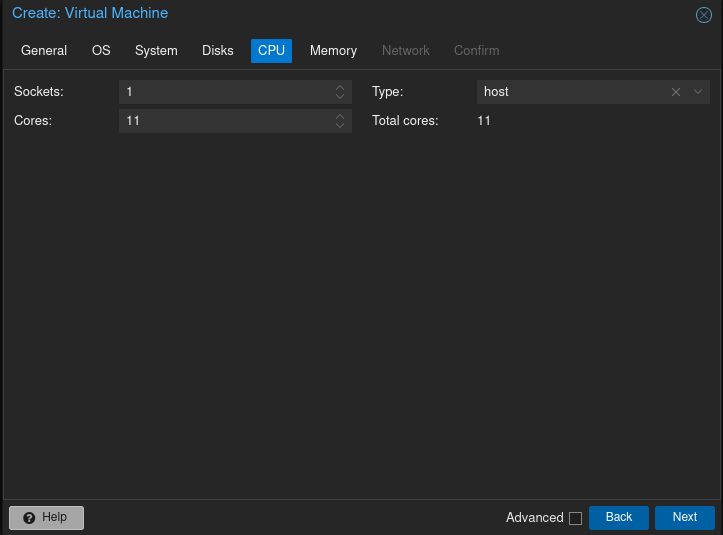 Create: Virtual Machine
General OS System Disks CPU Memory Network Confirm
Sockets: 1 Type: host
Cores: 11 Total cores: 11
Help Advanced Back Next